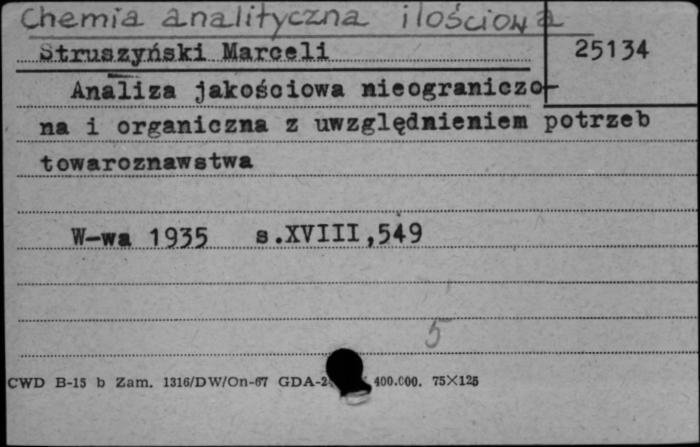 Chemia analityczna ilościowa
Struszyński Marceli
25134
Analiza jakościowa nieograniczo-
na i organiczna z uwzględnieniem potrzeb
towaroznawstwa
W-wa 1935 s.XVIII,549
5
CWD B-15 b Zam. 1316/DW/On-67 GDA-2 400.000. 75×125